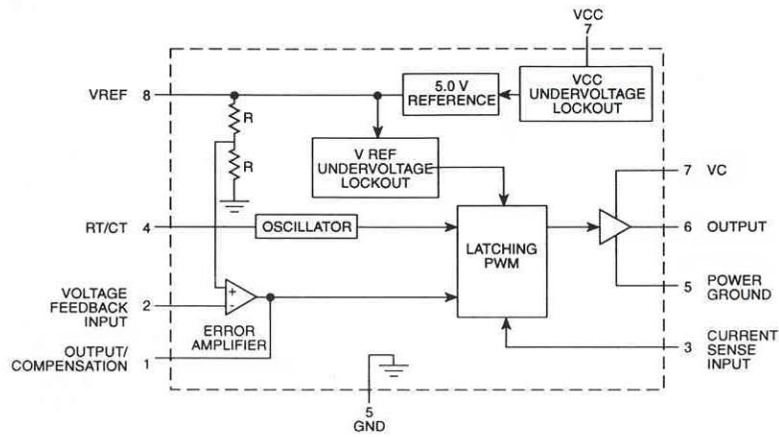 VCC
7
VREF 8
5.0 V
REFERENCE
VCC
UNDERVOLTAGE
LOCKOUT
R
R
V REF
UNDERVOLTAGE
LOCKOUT
7 VC
RT/CT 4
OSCILLATOR
LATCHING
PWM
6 OUTPUT
5 POWER
GROUND
VOLTAGE
FEEDBACK
INPUT
2
+
-
ERROR
AMPLIFIER
OUTPUT/
COMPENSATION
1
3 CURRENT
SENSE
INPUT
5
GND